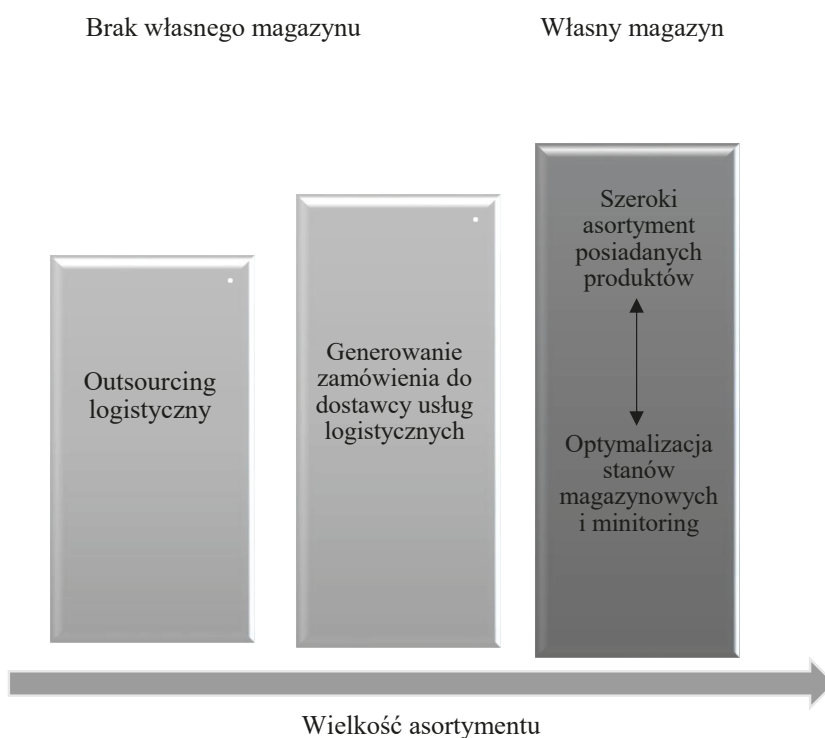 Brak własnego magazynu
Własny magazyn
Outsourcing
logistyczny
Generowanie
zamówienia do
dostawcy usług
logistycznych
Szeroki
asortyment
posiadanych
produktów
Optymalizacja
stanów
magazynowych
i minitoring
Wielkość asortymentu